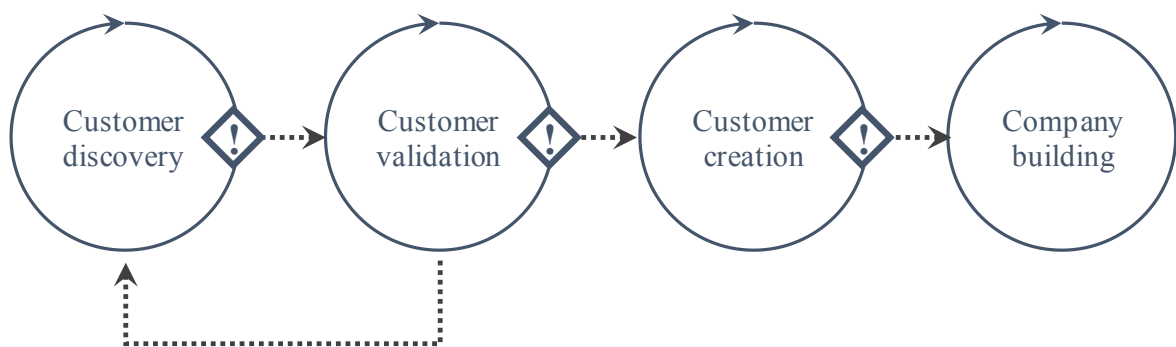 Customer
discovery
!
Customer
validation
!
Customer
creation
!
Company
building